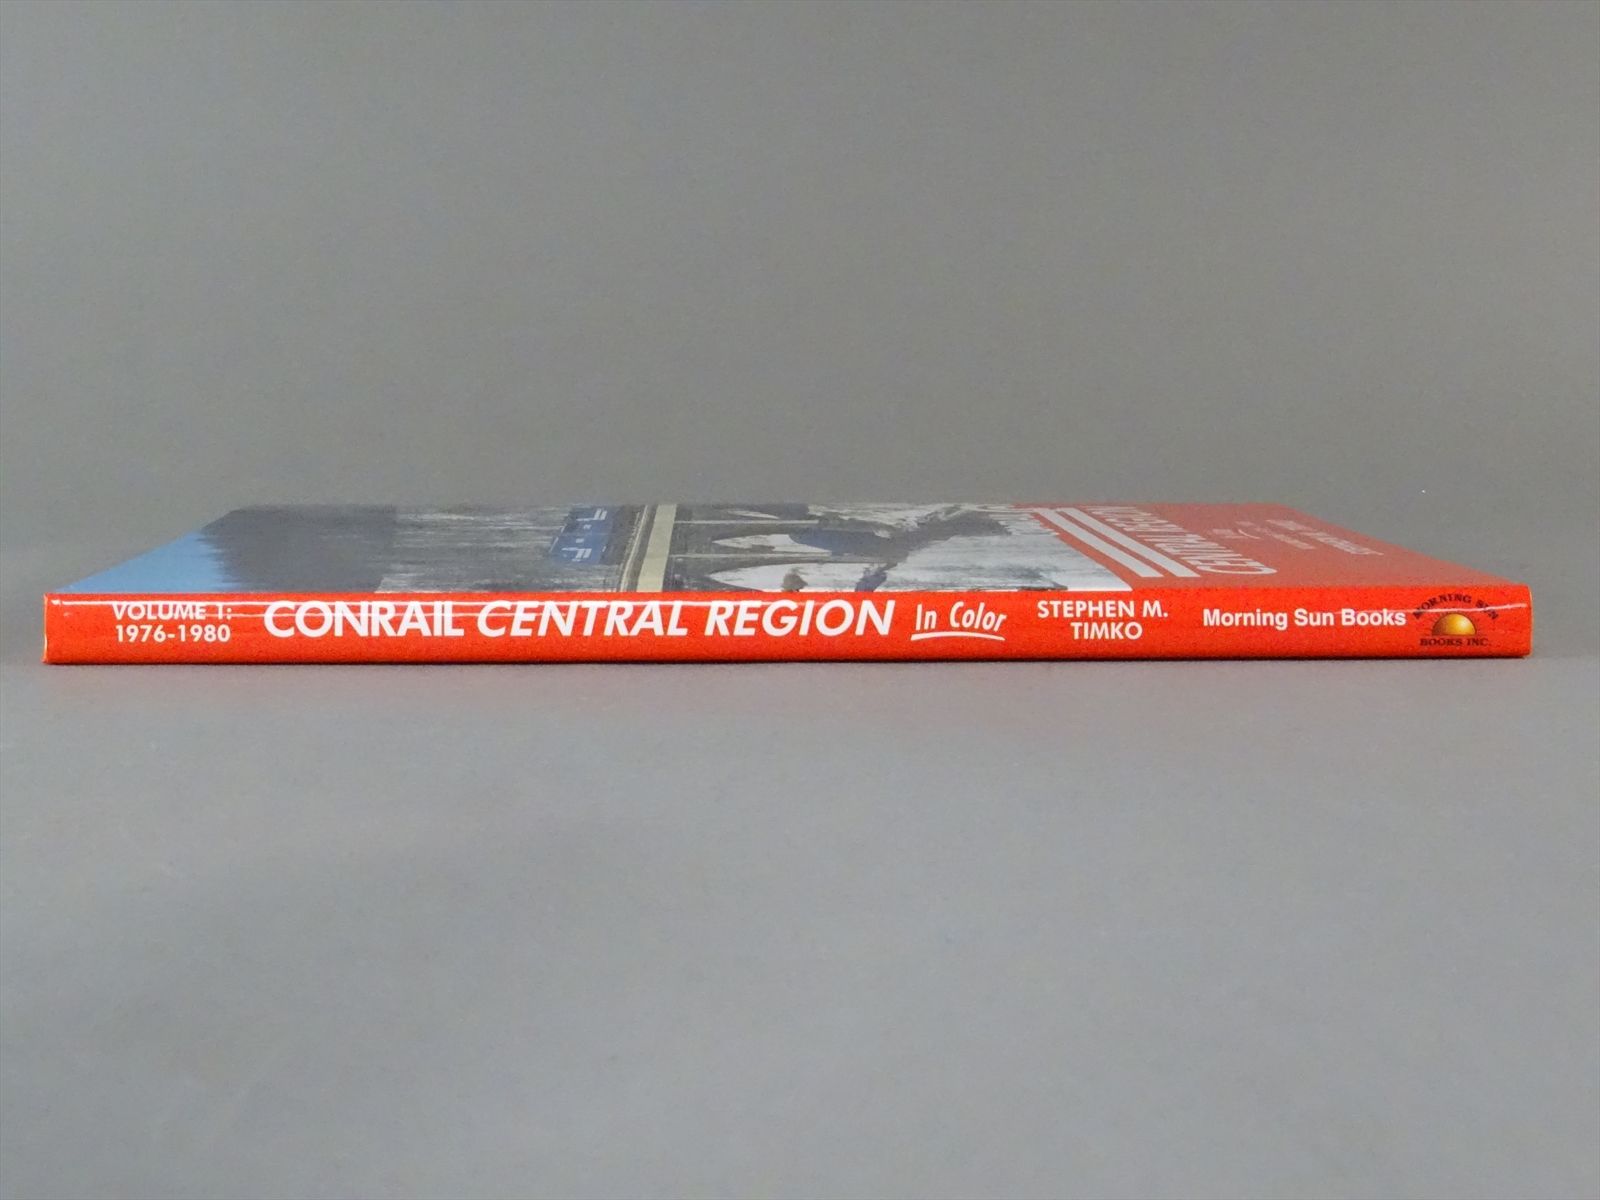 VOLUME 1:
1976-1980
CONRAIL CENTRAL REGION In Color
STEPHEN M.
TIMKO
Morning Sun Books
MORNING SUN
BOOKS INC.